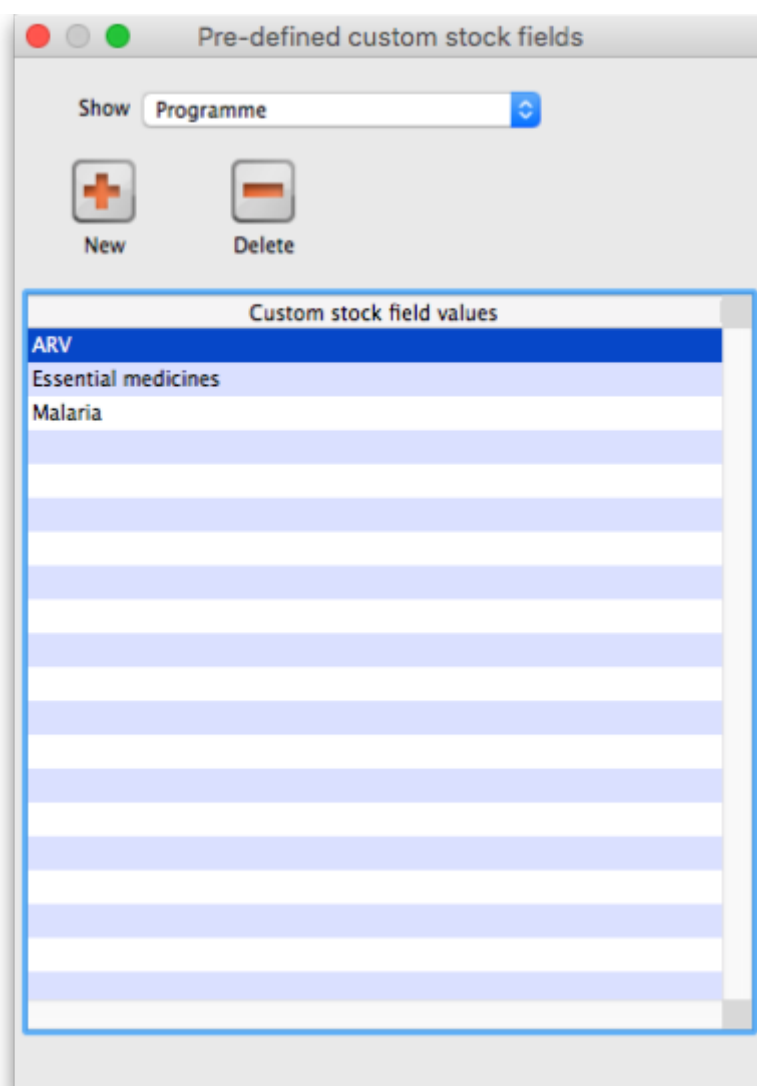 Pre-defined custom stock fields
Show Programme
New Delete
Custom stock field values
ARV
Essential medicines
Malaria